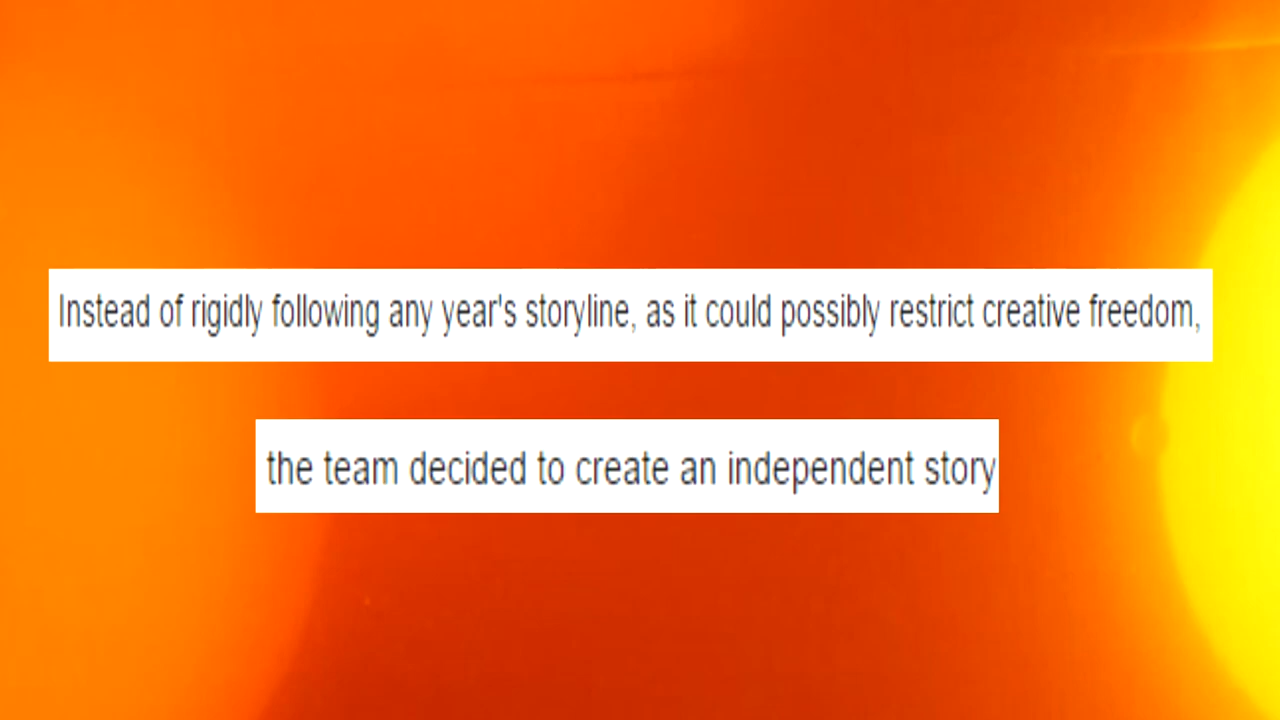 Instead of rigidly following any year's storyline, as it could possibly restrict creative freedom,
the team decided to create an independent story